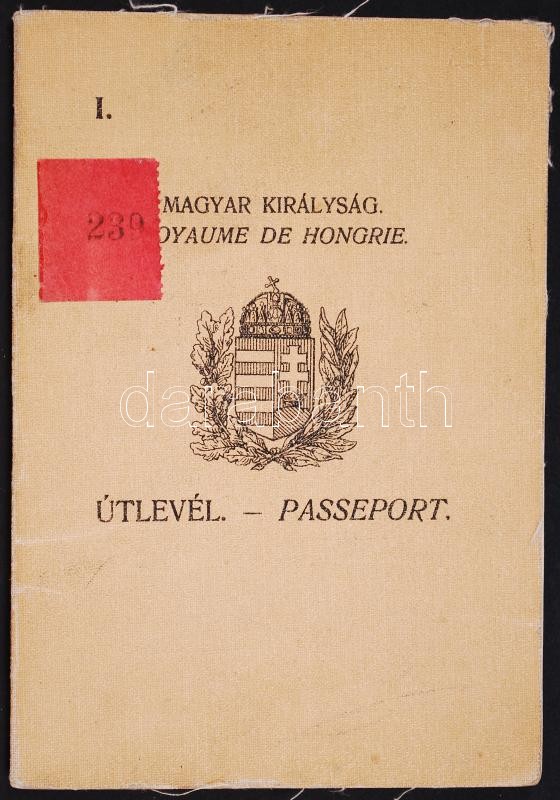 I.
239
MAGYAR KIRÁLYSÁG.
OYAUME DE HONGRIE.
darabanth
ÚTLEVÉL. – PASSEPORT.